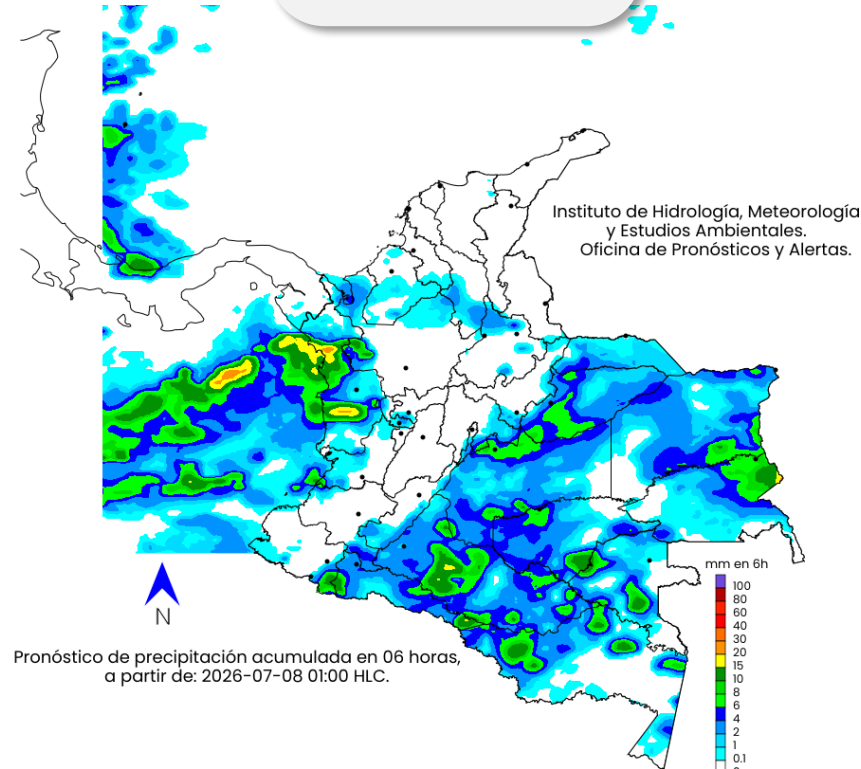 Instituto de Hidrología, Meteorología
y Estudios Ambientales.
Oficina de Pronósticos y Alertas.
mm en 6h
100
80
60
40
30
20
15
10
8
6
4
2
1
0.1
N
Pronóstico de precipitación acumulada en 06 horas,
a partir de: 2026-07-08 01:00 HLC.